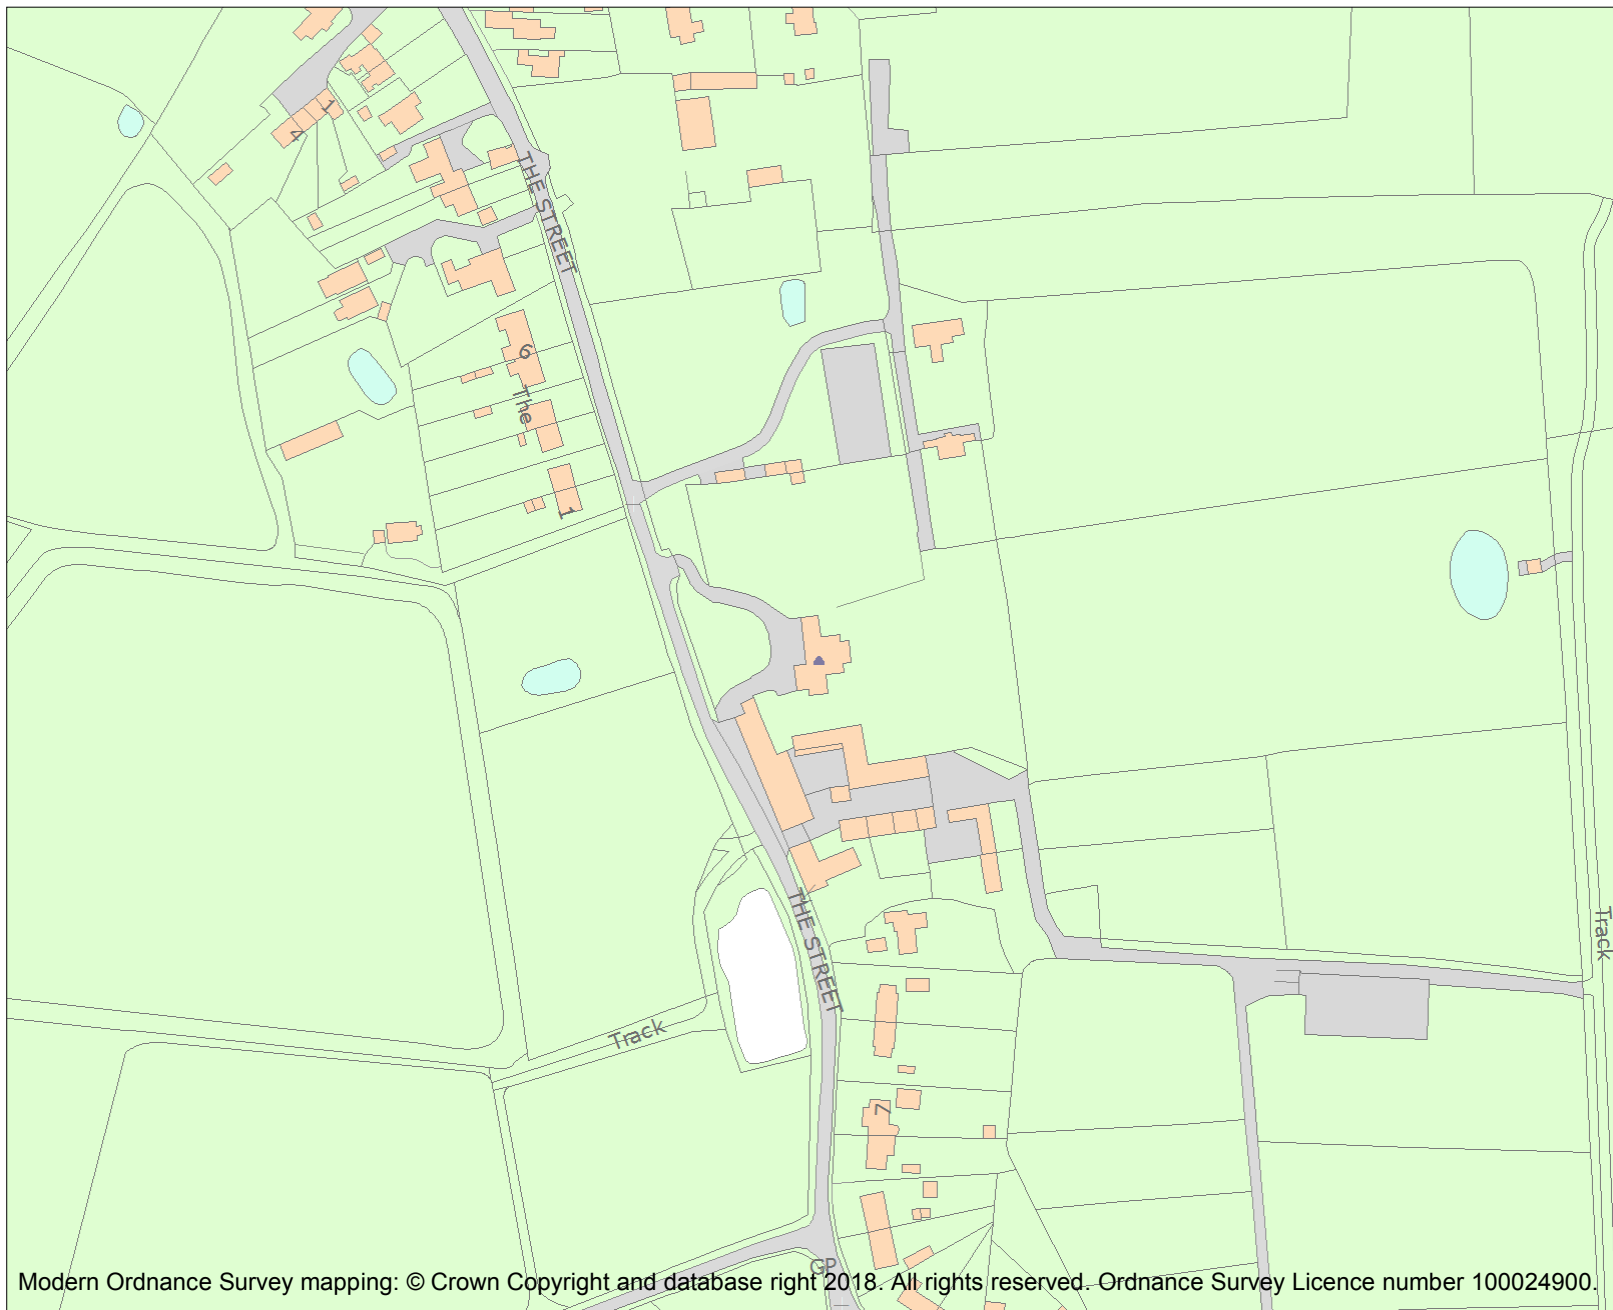 1
4
THE STREET
6
The
1
THE STREET
Track
Track
7
GP
Modern Ordnance Survey mapping: © Crown Copyright and database right 2018. All rights reserved. Ordnance Survey Licence number 100024900.